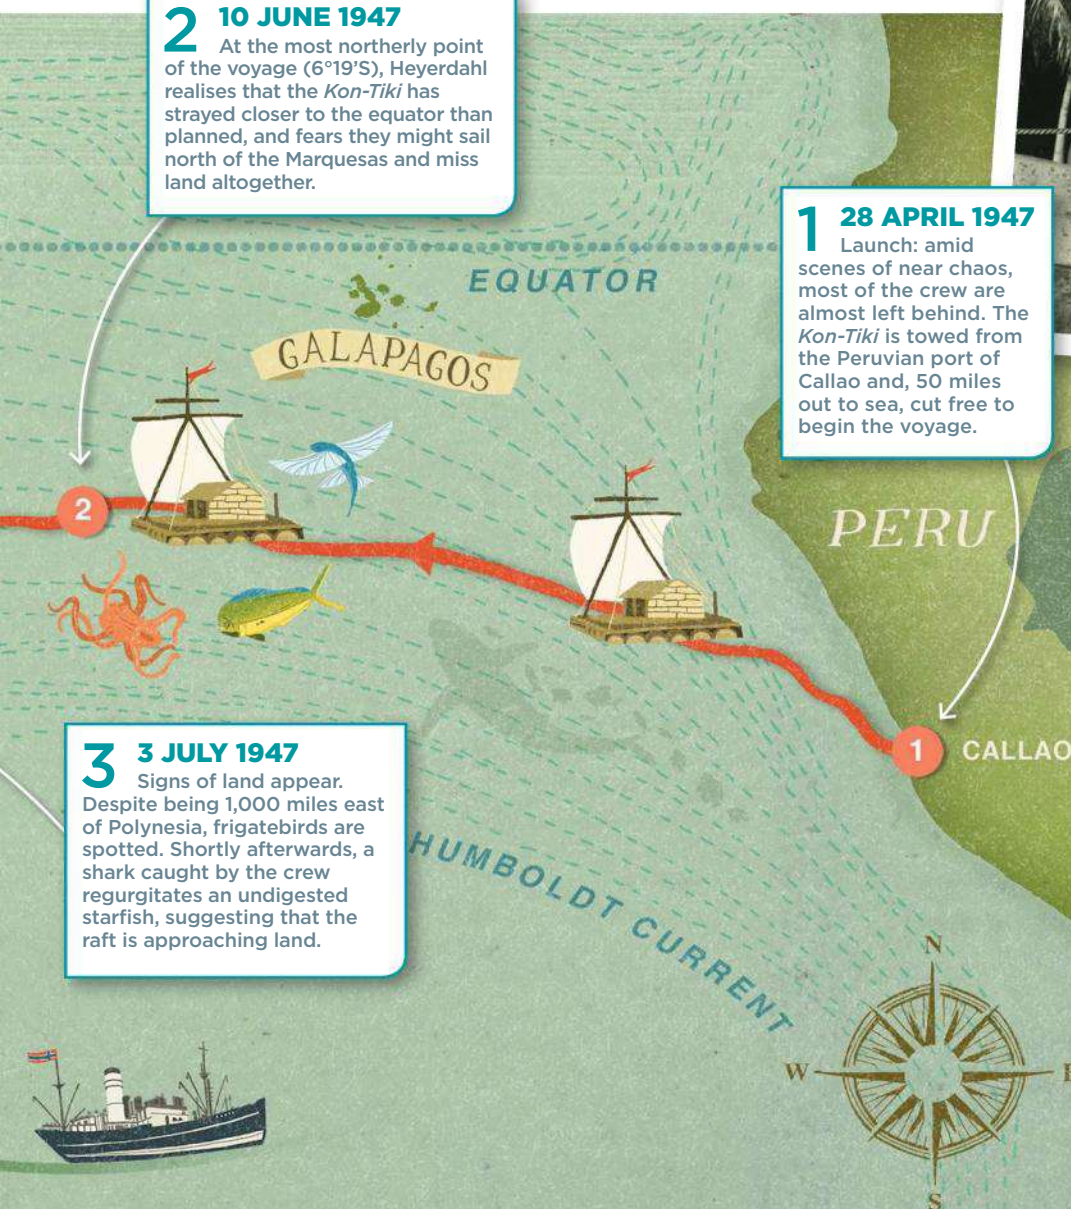 2 10 JUNE 1947
At the most northerly point
of the voyage (6°19’S), Heyerdahl
realises that the Kon-Tiki has
strayed closer to the equator than
planned, and fears they might sail
north of the Marquesas and miss
land altogether.
1 28 APRIL 1947
Launch: amid
scenes of near chaos,
most of the crew are
almost left behind. The
Kon-Tiki is towed from
the Peruvian port of
Callao and, 50 miles
out to sea, cut free to
begin the voyage.
EQUATOR
GALAPAGOS
2
PERU
1 CALLAO
3 3 JULY 1947
Signs of land appear.
Despite being 1,000 miles east
of Polynesia, frigatebirds are
spotted. Shortly afterwards, a
shark caught by the crew
regurgitates an undigested
starfish, suggesting that the
raft is approaching land.
HUMBOLDT CURRENT
N
W
S